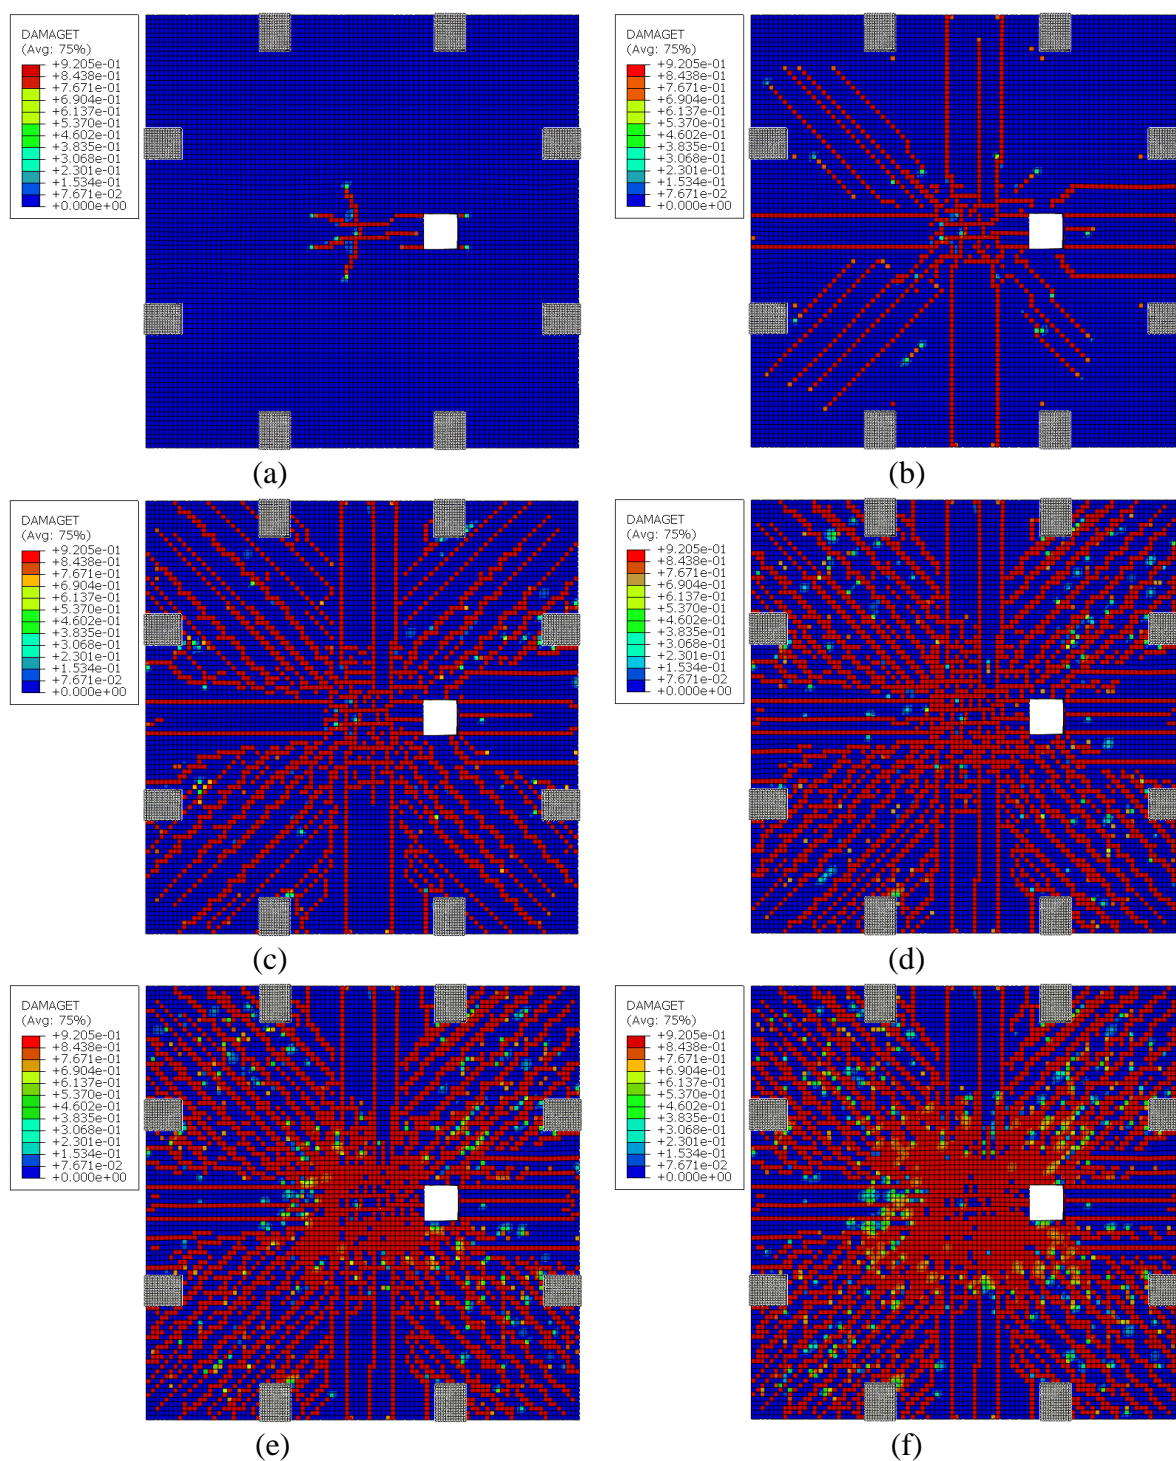 DAMAGET
(Avg: 75%)
+9.205e-01
+8.438e-01
+7.671e-01
+6.904e-01
+6.137e-01
+5.370e-01
+4.602e-01
+3.835e-01
+3.068e-01
+2.301e-01
+1.534e-01
+7.671e-02
+0.000e+00
(a)
DAMAGET
(Avg: 75%)
+9.205e-01
+8.438e-01
+7.671e-01
+6.904e-01
+6.137e-01
+5.370e-01
+4.602e-01
+3.835e-01
+3.068e-01
+2.301e-01
+1.534e-01
+7.671e-02
+0.000e+00
(b)
DAMAGET
(Avg: 75%)
+9.205e-01
+8.438e-01
+7.671e-01
+6.904e-01
+6.137e-01
+5.370e-01
+4.602e-01
+3.835e-01
+3.068e-01
+2.301e-01
+1.534e-01
+7.671e-02
+0.000e+00
(c)
DAMAGET
(Avg: 75%)
+9.205e-01
+8.438e-01
+7.671e-01
+6.904e-01
+6.137e-01
+5.370e-01
+4.602e-01
+3.835e-01
+3.068e-01
+2.301e-01
+1.534e-01
+7.671e-02
+0.000e+00
(d)
DAMAGET
(Avg: 75%)
+9.205e-01
+8.438e-01
+7.671e-01
+6.904e-01
+6.137e-01
+5.370e-01
+4.602e-01
+3.835e-01
+3.068e-01
+2.301e-01
+1.534e-01
+7.671e-02
+0.000e+00
(e)
DAMAGET
(Avg: 75%)
+9.205e-01
+8.438e-01
+7.671e-01
+6.904e-01
+6.137e-01
+5.370e-01
+4.602e-01
+3.835e-01
+3.068e-01
+2.301e-01
+1.534e-01
+7.671e-02
+0.000e+00
(f)